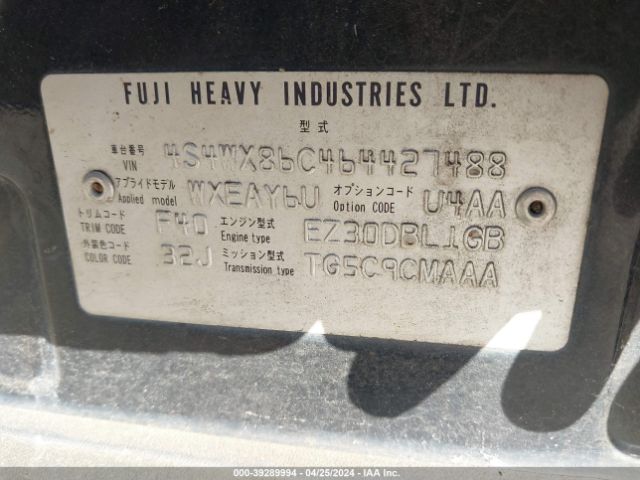 FUJI HEAVY INDUSTRIES LTD.
型式
車台番号 VIN 4S4WX86C464427488
アプライドモデル Applied model WXEAY6U オプションコード Option CODE U4AA
トリムコード TRIM CODE F40 エンジン型式 Engine type EZ30DBL1GB
外装色コード COLOR CODE 32J ミッション型式 Transmission type TG5C9CMAAA
000-39289994 - 04/25/2024 - IAA Inc.